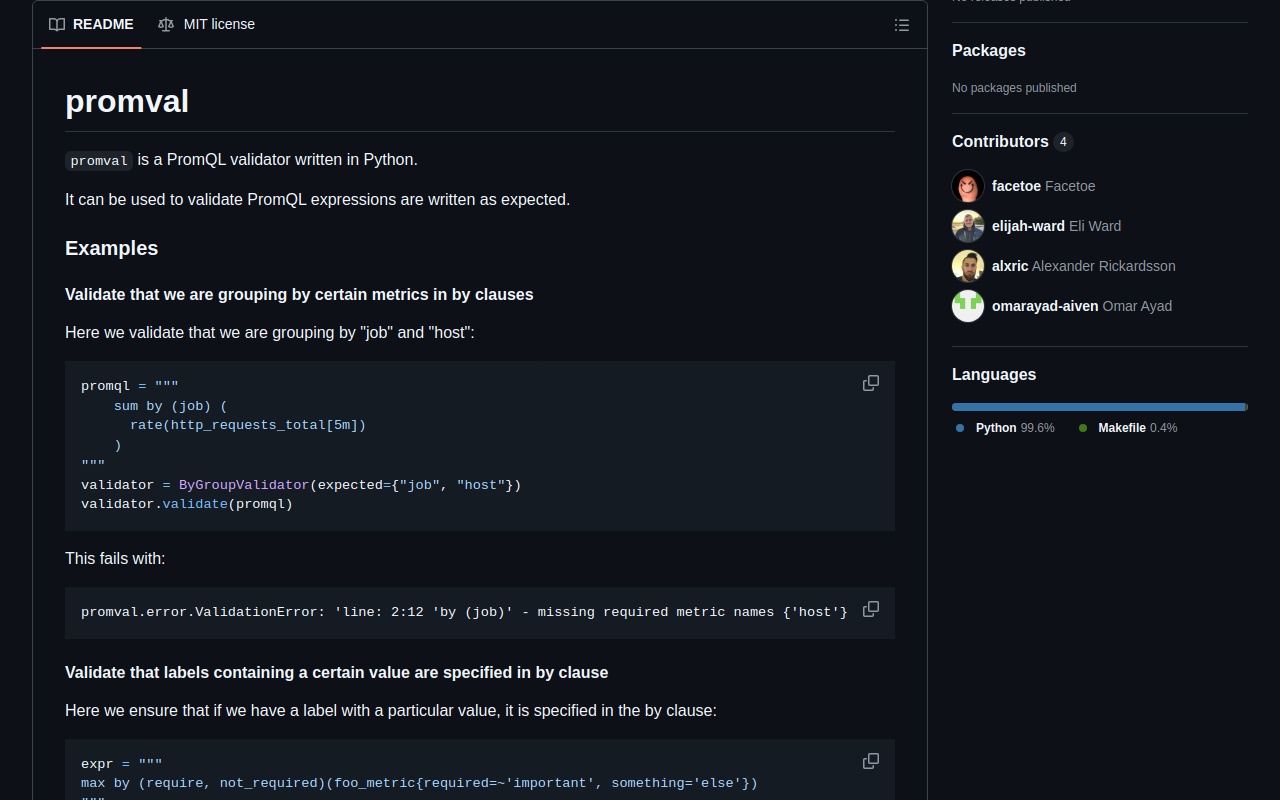 README
MIT license
promval
promval is a PromQL validator written in Python.
It can be used to validate PromQL expressions are written as expected.
Examples
Validate that we are grouping by certain metrics in by clauses
Here we validate that we are grouping by "job" and "host":
promql = """
    sum by (job) (
      rate(http_requests_total[5m])
    )
"""
validator = ByGroupValidator(expected={"job", "host"})
validator.validate(promql)
This fails with:
promval.error.ValidationError: 'line: 2:12 'by (job)' - missing required metric names {'host'}
Validate that labels containing a certain value are specified in by clause
Here we ensure that if we have a label with a particular value, it is specified in the by clause:
expr = """
max by (require, not_required)(foo_metric{required=~'important', something='else'})
"""
No releases published
Packages
No packages published
Contributors 4
facetoe Facetoe
elijah-ward Eli Ward
alxric Alexander Rickardsson
omarayad-aiven Omar Ayad
Languages
Python 99.6%
Makefile 0.4%